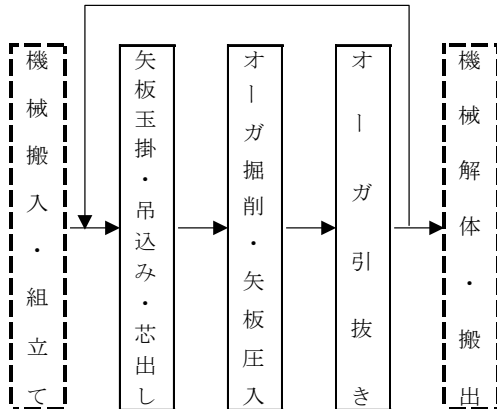 機械搬入・組立て
矢板玉掛・吊込み・芯出し
オーガ掘削・矢板圧入
オーガ引抜き
機械解体・搬出